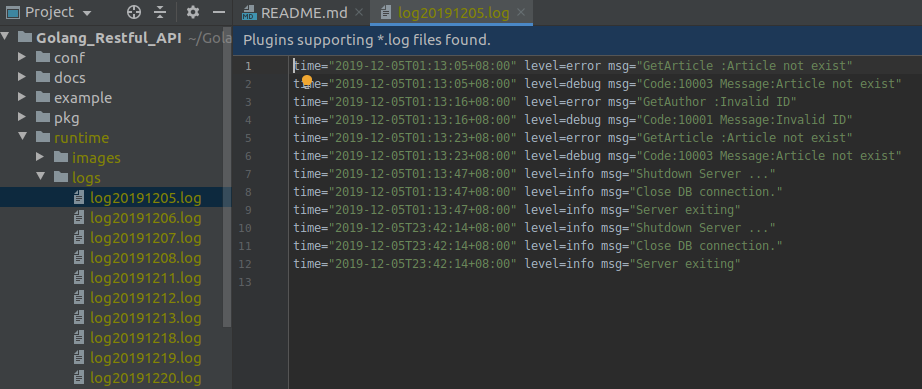 Project
README.md
log20191205.log
Golang_Restful_API ~/Gola
conf
docs
example
pkg
runtime
images
logs
log20191205.log
log20191206.log
log20191207.log
log20191208.log
log20191211.log
log20191212.log
log20191213.log
log20191218.log
log20191219.log
log20191220.log
Plugins supporting *.log files found.
1 time="2019-12-05T01:13:05+08:00" level=error msg="GetArticle :Article not exist"
2 time="2019-12-05T01:13:05+08:00" level=debug msg="Code:10003 Message:Article not exist"
3 time="2019-12-05T01:13:16+08:00" level=error msg="GetAuthor :Invalid ID"
4 time="2019-12-05T01:13:16+08:00" level=debug msg="Code:10001 Message:Invalid ID"
5 time="2019-12-05T01:13:23+08:00" level=error msg="GetArticle :Article not exist"
6 time="2019-12-05T01:13:23+08:00" level=debug msg="Code:10003 Message:Article not exist"
7 time="2019-12-05T01:13:47+08:00" level=info msg="Shutdown Server ..."
8 time="2019-12-05T01:13:47+08:00" level=info msg="Close DB connection."
9 time="2019-12-05T01:13:47+08:00" level=info msg="Server exiting"
10 time="2019-12-05T23:42:14+08:00" level=info msg="Shutdown Server ..."
11 time="2019-12-05T23:42:14+08:00" level=info msg="Close DB connection."
12 time="2019-12-05T23:42:14+08:00" level=info msg="Server exiting"
13